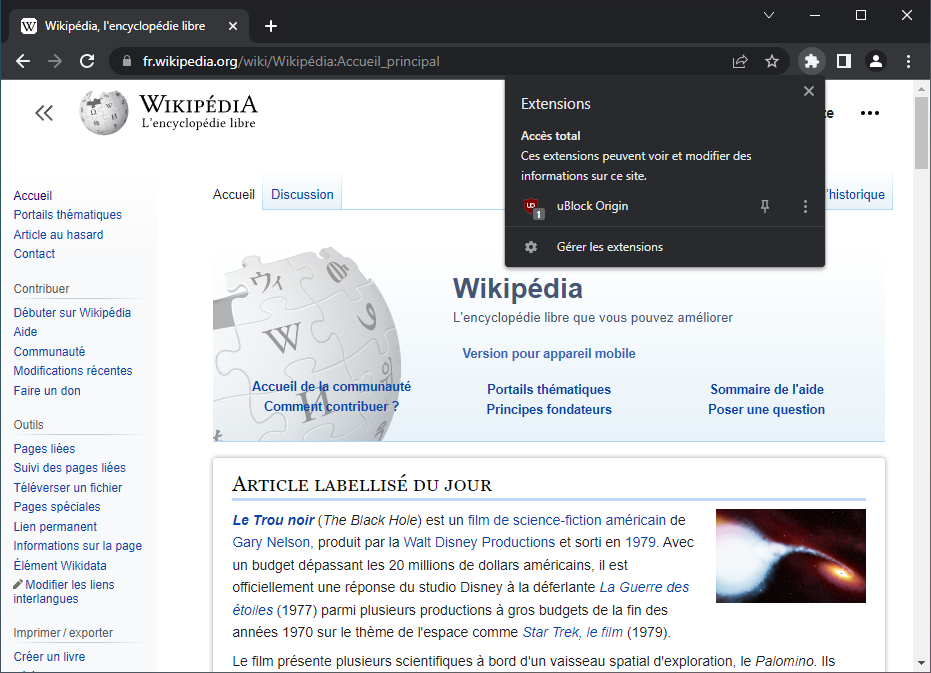 Wikipédia, l'encyclopédie libre
fr.wikipedia.org/wiki/Wikipédia:Accueil_principal
WIKIPÉDIA
L'encyclopédie libre
Extensions
Accès total
Ces extensions peuvent voir et modifier des
informations sur ce site.
uBlock Origin
1
Gérer les extensions
Accueil
Portails thématiques
Article au hasard
Contact
Contribuer
Débuter sur Wikipédia
Aide
Communauté
Modifications récentes
Faire un don
Outils
Pages liées
Suivi des pages liées
Téléverser un fichier
Pages spéciales
Lien permanent
Informations sur la page
Élément Wikidata
Modifier les liens
interlangues
Imprimer / exporter
Créer un livre
Accueil Discussion
l'historique
Wikipédia
L'encyclopédie libre que vous pouvez améliorer
Version pour appareil mobile
Accueil de la communauté Portails thématiques Sommaire de l'aide
Comment contribuer ? Principes fondateurs Poser une question
ARTICLE LABELLISÉ DU JOUR
Le Trou noir (The Black Hole) est un film de science-fiction américain de
Gary Nelson, produit par la Walt Disney Productions et sorti en 1979. Avec
un budget dépassant les 20 millions de dollars américains, il est
officiellement une réponse du studio Disney à la déferlante La Guerre des
étoiles (1977) parmi plusieurs productions à gros budgets de la fin des
années 1970 sur le thème de l'espace comme Star Trek, le film (1979).
Le film présente plusieurs scientifiques à bord d'un vaisseau spatial d'exploration, le Palomino. Ils